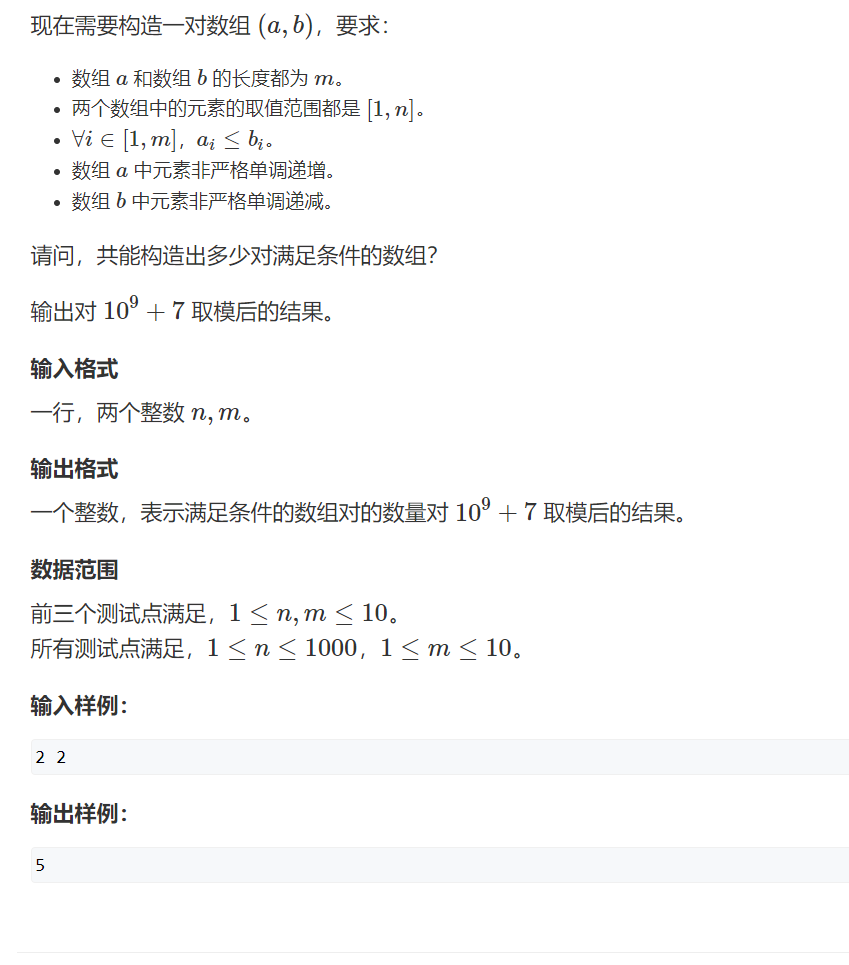 现在需要构造一对数组 (a, b)，要求：
• 数组 a 和数组 b 的长度都为 m。
• 两个数组中的元素的取值范围都是 [1, n]。
• ∀i ∈ [1, m]，a_i ≤ b_i。
• 数组 a 中元素非严格单调递增。
• 数组 b 中元素非严格单调递减。
请问，共能构造出多少对满足条件的数组？
输出对 10^9 + 7 取模后的结果。
输入格式
一行，两个整数 n, m。
输出格式
一个整数，表示满足条件的数组对的数量对 10^9 + 7 取模后的结果。
数据范围
前三个测试点满足，1 ≤ n, m ≤ 10。
所有测试点满足，1 ≤ n ≤ 1000，1 ≤ m ≤ 10。
输入样例：
2 2
输出样例：
5